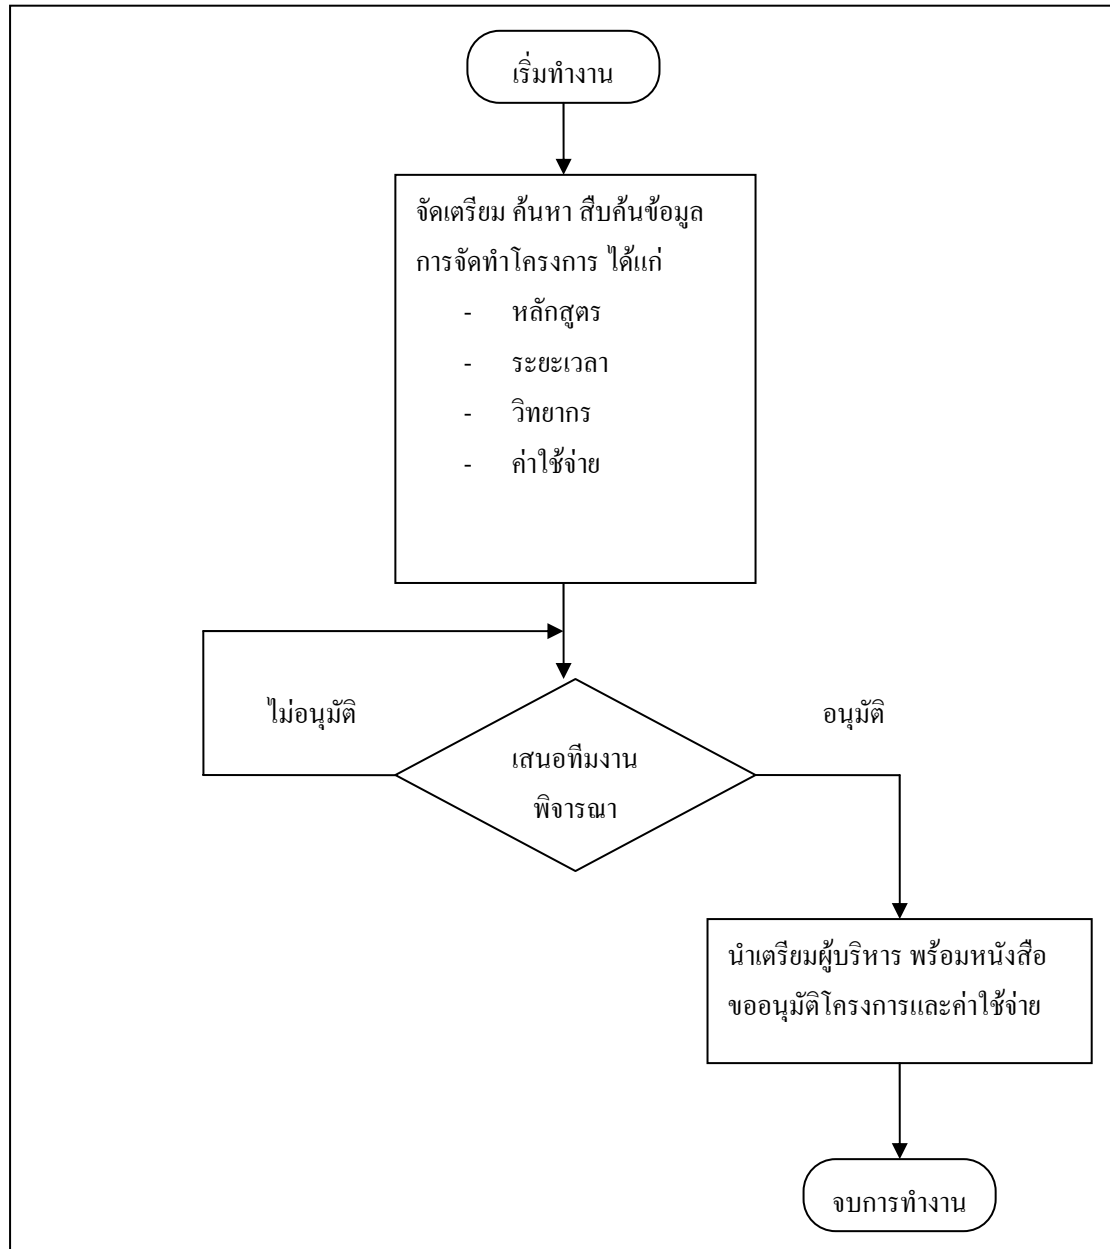 เริ่มทำงาน
จัดเตรียม ค้นหา สืบค้นข้อมูล
การจัดทำโครงการ ได้แก่
- หลักสูตร
- ระยะเวลา
- วิทยากร
- ค่าใช้จ่าย
ไม่อนุมัติ
อนุมัติ
เสนอทีมงาน
พิจารณา
นำเตรียมผู้บริหาร พร้อมหนังสือ
ขออนุมัติโครงการและค่าใช้จ่าย
จบการทำงาน